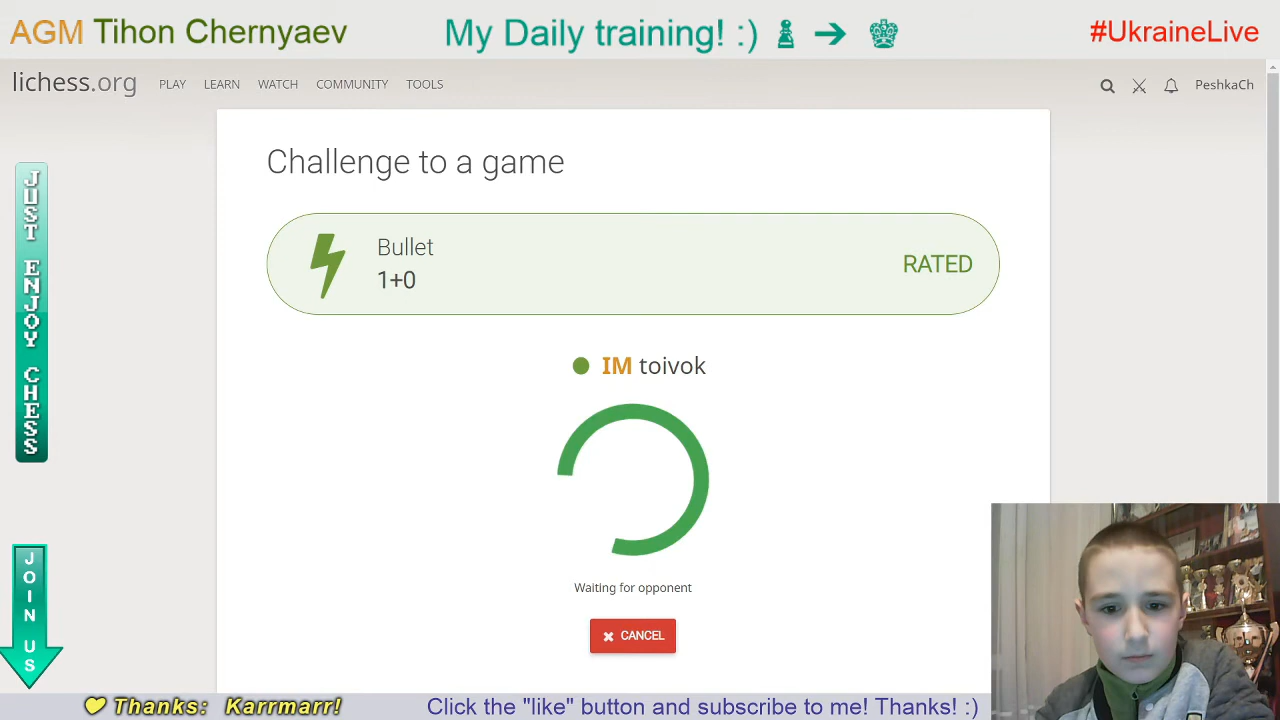 AGM Tihon Chernyaev
My Daily training! :)
#UkraineLive
lichess.org
PLAY
LEARN
WATCH
COMMUNITY
TOOLS
PeshkaCh
JUST ENJOY CHESS
Challenge to a game
Bullet
1+0
RATED
IM toivok
Waiting for opponent
CANCEL
JOIN US
Thanks: Karrmarr!
Click the "like" button and subscribe to me! Thanks! :)